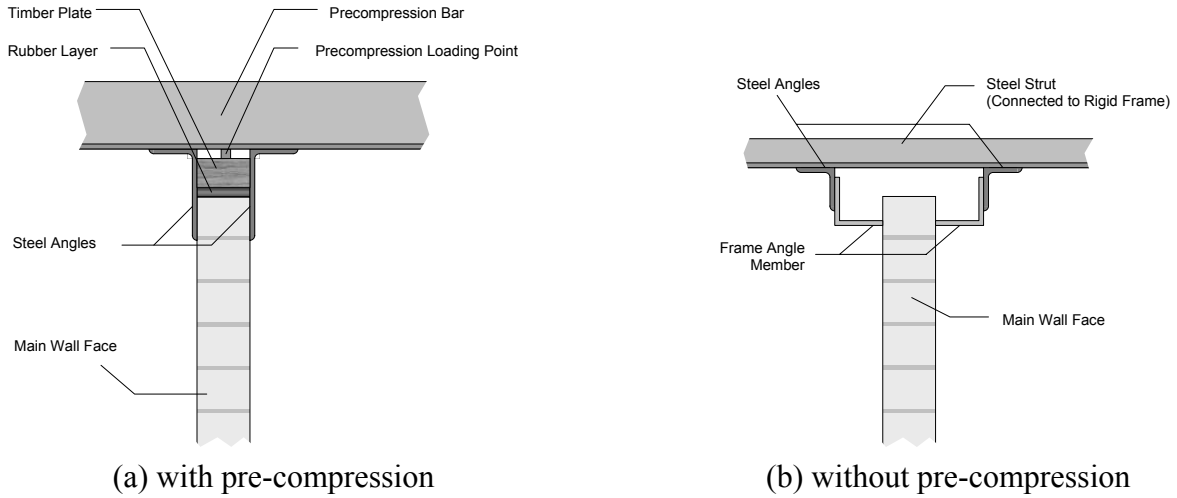 Timber Plate
Rubber Layer
Precompression Bar
Precompression Loading Point
Steel Angles
Main Wall Face
(a) with pre-compression
Steel Angles
Steel Strut
(Connected to Rigid Frame)
Frame Angle
Member
Main Wall Face
(b) without pre-compression